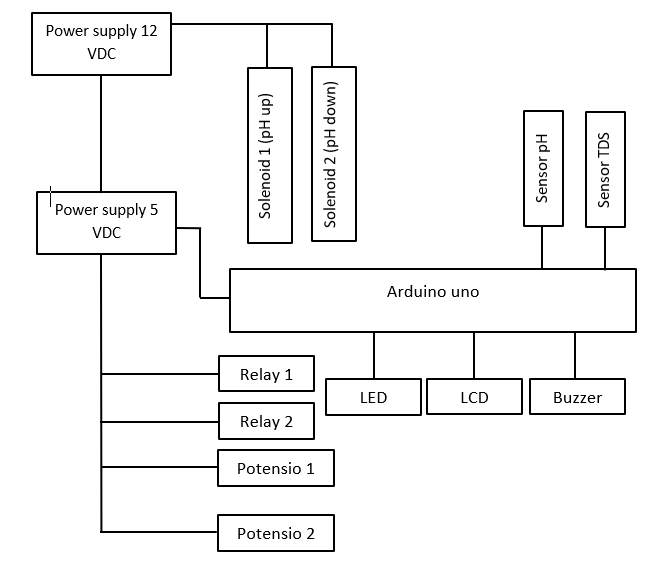 Power supply 12
VDC
Solenoid 1 (pH up)
Solenoid 2 (pH down)
Sensor pH
Sensor TDS
Power supply 5
VDC
Arduino uno
Relay 1
LED
LCD
Buzzer
Relay 2
Potensio 1
Potensio 2